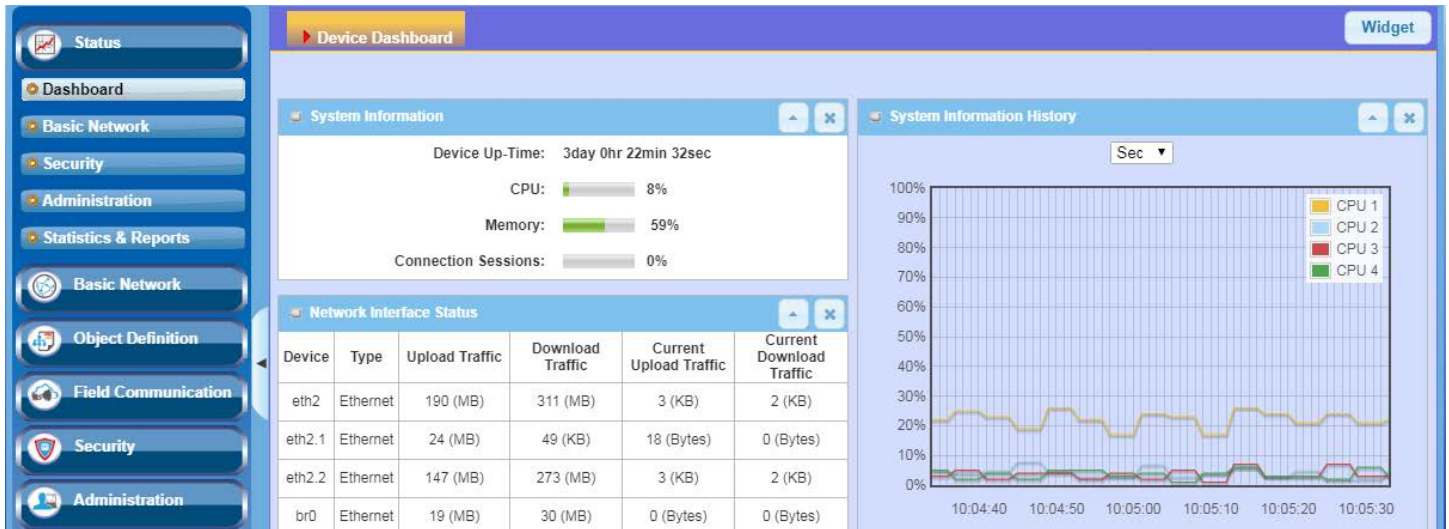 Status
Dashboard
Basic Network
Security
Administration
Statistics & Reports
Basic Network
Object Definition
Field Communication
Security
Administration
Device Dashboard
Widget
System Information
Device Up-Time: 3day 0hr 22min 32sec
CPU: 8%
Memory: 59%
Connection Sessions: 0%
Network Interface Status
Device Type Upload Traffic Download Traffic Current Upload Traffic Current Download Traffic
eth2 Ethernet 190 (MB) 311 (MB) 3 (KB) 2 (KB)
eth2.1 Ethernet 24 (MB) 49 (KB) 18 (Bytes) 0 (Bytes)
eth2.2 Ethernet 147 (MB) 273 (MB) 3 (KB) 2 (KB)
br0 Ethernet 19 (MB) 30 (MB) 0 (Bytes) 0 (Bytes)
System Information History
Sec
100%
90%
80%
70%
60%
50%
40%
30%
20%
10%
0%
CPU 1
CPU 2
CPU 3
CPU 4
10:04:40 10:04:50 10:05:00 10:05:10 10:05:20 10:05:30